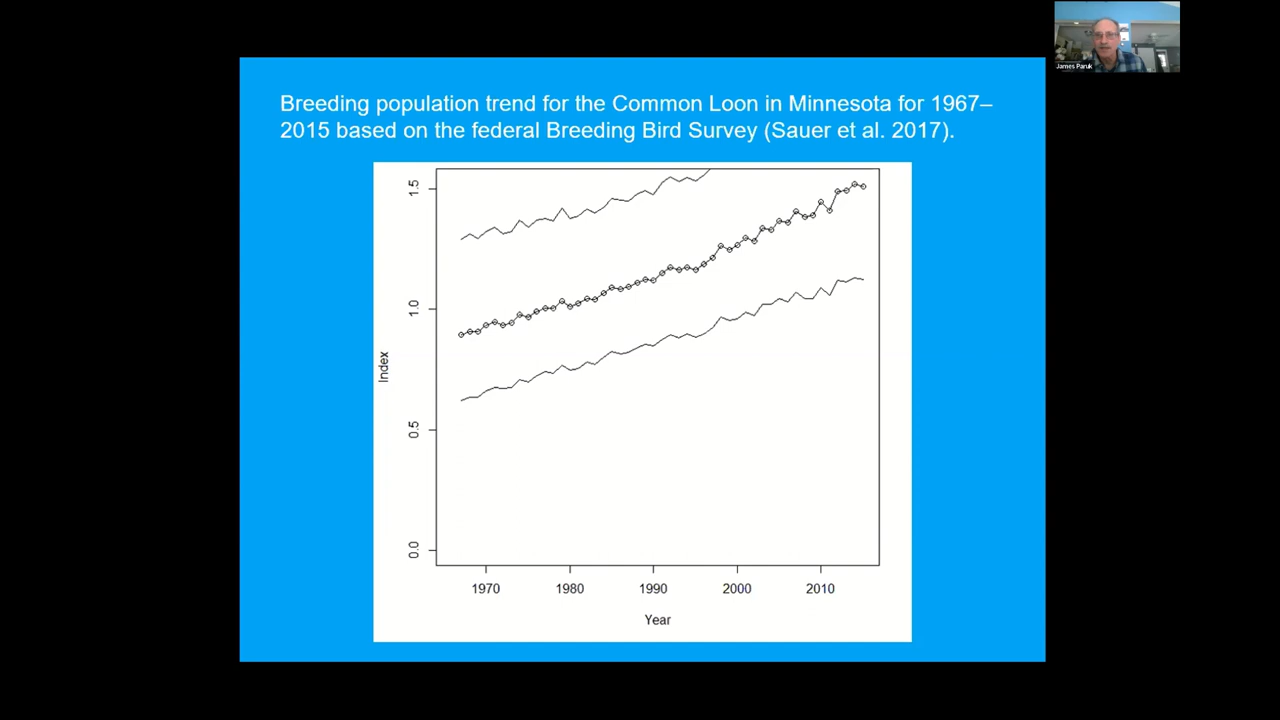 James Paruk
Breeding population trend for the Common Loon in Minnesota for 1967–
2015 based on the federal Breeding Bird Survey (Sauer et al. 2017).
1.5
1.0
0.5
0.0
Index
1970 1980 1990 2000 2010
Year